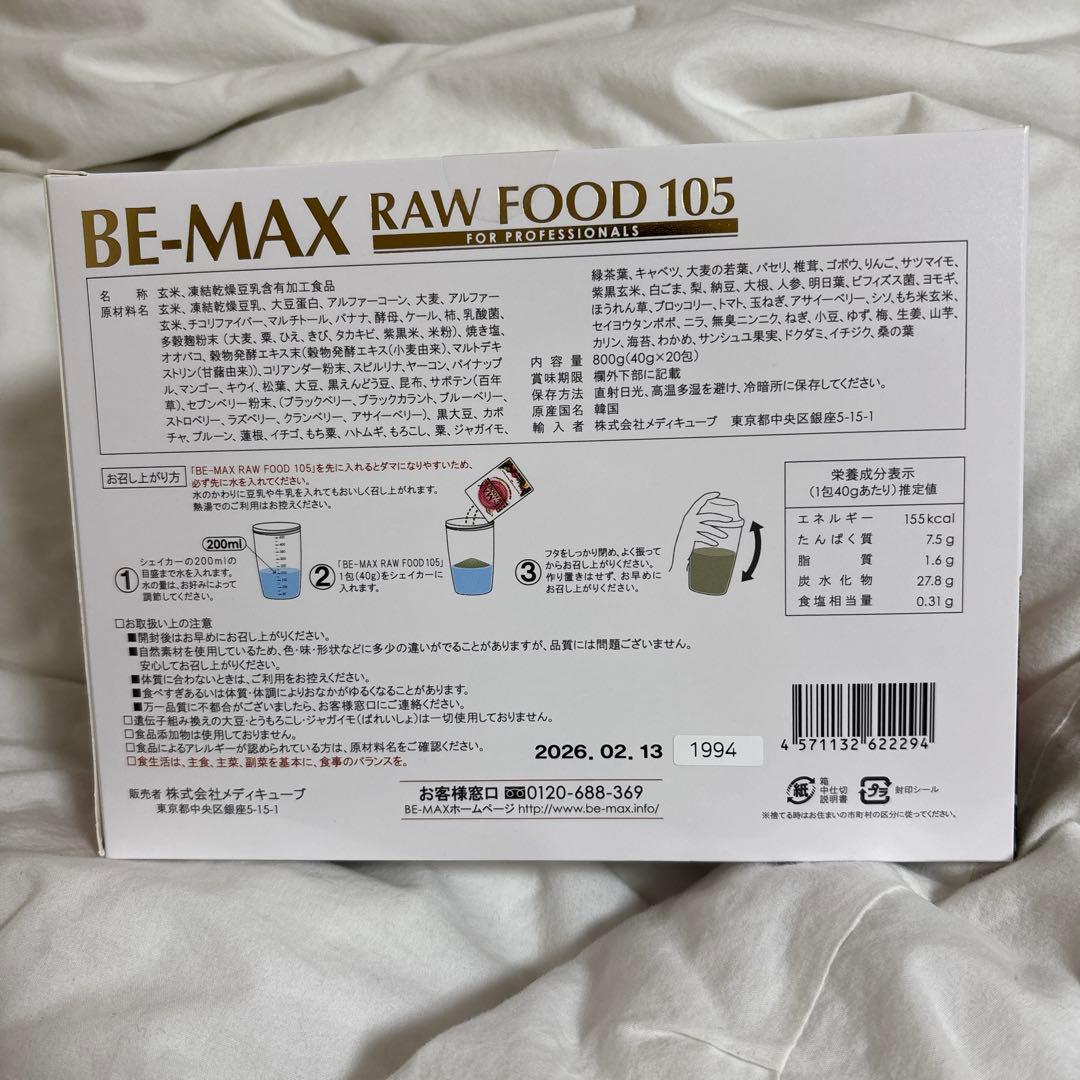 BE-MAX RAW FOOD 105
FOR PROFESSIONALS
名称 玄米、凍結乾燥豆乳含有加工食品
原材料名 玄米、凍結乾燥豆乳、大豆蛋白、アルファーコーン、大麦、アルファー
玄米、チコリファイバー、マルチトール、バナナ、酵母、ケール、柿、乳酸菌、
多穀麹粉末（大麦、粟、ひえ、きび、タカキビ、紫黒米、米粉）、焼き塩、
オオバコ、穀物発酵エキス末（穀物発酵エキス（小麦由来）、マルトデキ
ストリン（甘藷由来））、コリアンダー粉末、スピルリナ、ヤーコン、パイナップ
ル、マンゴー、キウイ、松葉、大豆、黒えんどう豆、昆布、サボテン（百年
草）、セブンベリー粉末、（ブラックベリー、ブラックカラント、ブルーベリー、
ストロベリー、ラズベリー、クランベリー、アサイーベリー）、黒大豆、カボ
チャ、プルーン、蓮根、イチゴ、もち粟、ハトムギ、もろこし、粟、ジャガイモ、
緑茶葉、キャベツ、大麦の若葉、パセリ、椎茸、ゴボウ、りんご、サツマイモ、
紫黒玄米、白ごま、梨、納豆、大根、人参、明日葉、ビフィズス菌、ヨモギ、
ほうれん草、ブロッコリー、トマト、玉ねぎ、アサイーベリー、シソ、もち米玄米、
セイヨウタンポポ、ニラ、無臭ニンニク、ねぎ、小豆、ゆず、梅、生姜、山芋、
カリン、海苔、わかめ、サンシュユ果実、ドクダミ、イチジク、桑の葉
内容量 800g(40g×20包)
賞味期限 欄外下部に記載
保存方法 直射日光、高温多湿を避け、冷暗所に保存してください。
原産国名 韓国
輸入者 株式会社メディキューブ 東京都中央区銀座5-15-1
お召し上がり方
「BE-MAX RAW FOOD 105」を先に入れるとダマになりやすいため、
必ず先に水を入れてください。
水のかわりに豆乳や牛乳を入れてもおいしく召し上がれます。
熱湯でのご利用はお控えください。
200ml
① シェイカーの200mlの
目盛まで水を入れます。
水の量は、お好みによって
調節してください。
② 「BE-MAX RAW FOOD105」
1包(40g)をシェイカーに
入れます。
③ フタをしっかり閉め、よく振って
からお召し上がりください。
作り置きはせず、お早めに
お召し上がりください。
栄養成分表示
(1包40gあたり)推定値
エネルギー 155kcal
たんぱく質 7.5g
脂質 1.6g
炭水化物 27.8g
食塩相当量 0.31g
□お取扱い上の注意
■開封後はお早めにお召し上がりください。
■自然素材を使用しているため、色・味・形状などに多少の違いがでることがありますが、品質には問題ございません。
安心してお召し上がりください。
■体質に合わないときは、ご利用をお控えください。
■食べすぎあるいは体質・体調によりおなかがゆるくなることがあります。
■万一品質に不都合がございましたら、お客様窓口にご連絡ください。
□遺伝子組み換えの大豆・とうもろこし・ジャガイモ(ばれいしょ)は一切使用しておりません。
□食品添加物は使用しておりません。
□食品によるアレルギーが認められている方は、原材料名をご確認ください。
□食生活は、主食、主菜、副菜を基本に、食事のバランスを。
2026.02.13 1994
4 571132 622294
販売者 株式会社メディキューブ
東京都中央区銀座5-15-1
お客様窓口 0120-688-369
BE-MAXホームページ http://www.be-max.info/
紙 箱
中仕切
説明書
プラ 封印シール
※捨てる時はお住まいの市町村の区分に従ってください。